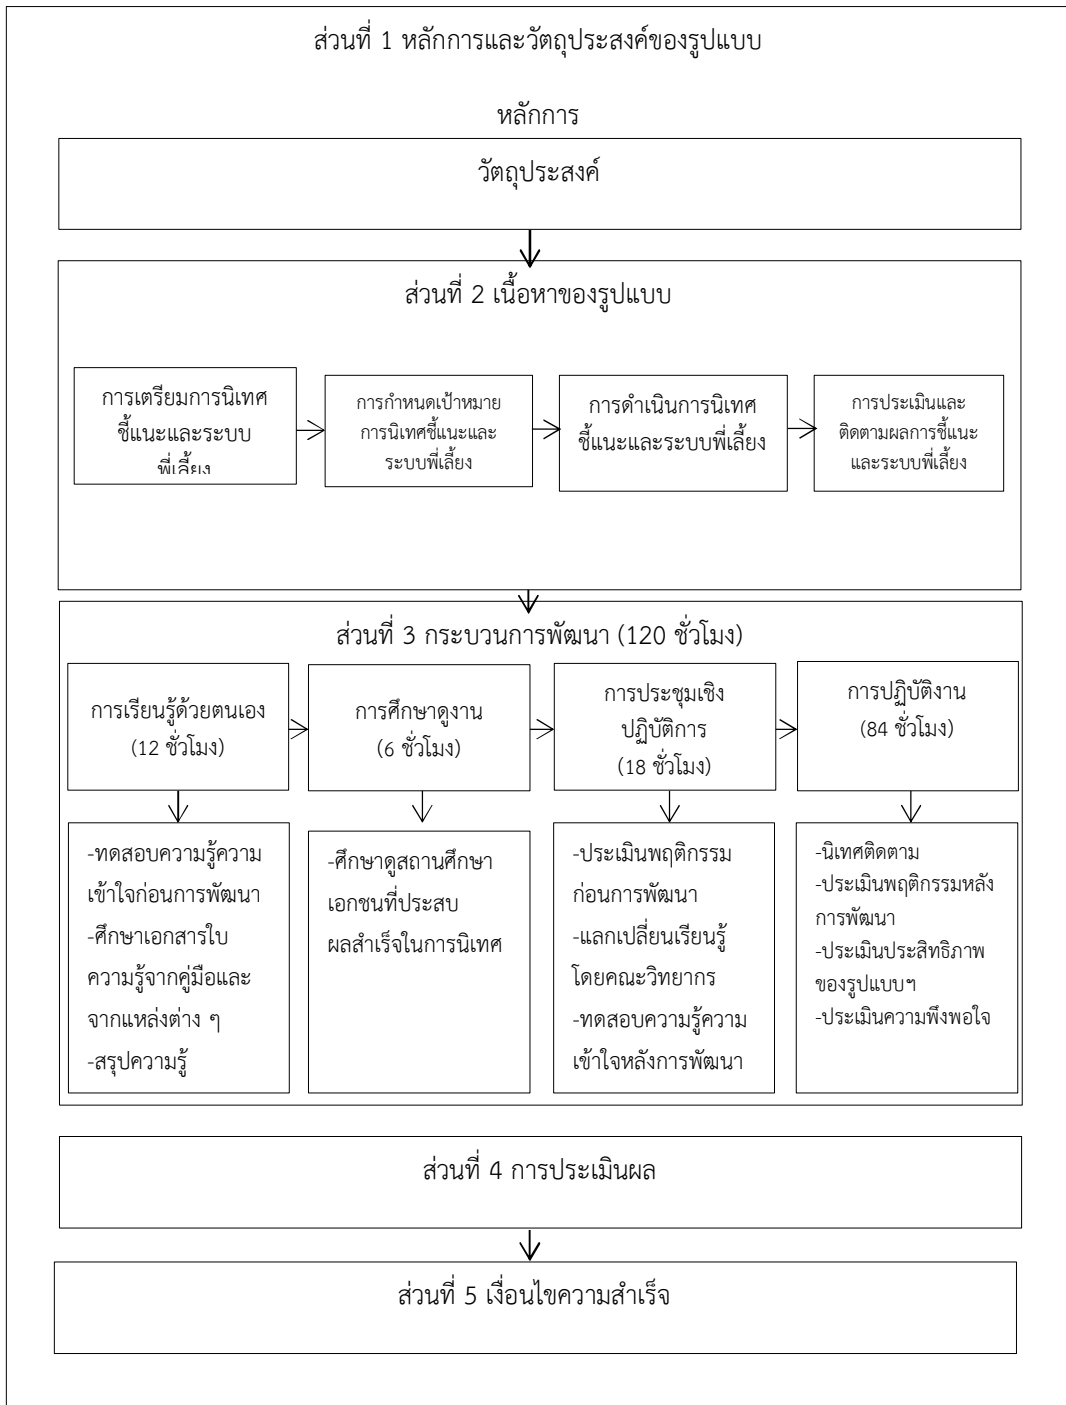 ส่วนที่ 1 หลักการและวัตถุประสงค์ของรูปแบบ
หลักการ
วัตถุประสงค์
ส่วนที่ 2 เนื้อหาของรูปแบบ
การเตรียมการนิเทศ
ชี้แนะและระบบ
พี่เลี้ยง
การกำหนดเป้าหมาย
การนิเทศชี้แนะและ
ระบบพี่เลี้ยง
การดำเนินการนิเทศ
ชี้แนะและระบบพี่เลี้ยง
การประเมินและ
ติดตามผลการชี้แนะ
และระบบพี่เลี้ยง
ส่วนที่ 3 กระบวนการพัฒนา (120 ชั่วโมง)
การเรียนรู้ด้วยตนเอง
(12 ชั่วโมง)
การศึกษาดูงาน
(6 ชั่วโมง)
การประชุมเชิง
ปฏิบัติการ
(18 ชั่วโมง)
การปฏิบัติงาน
(84 ชั่วโมง)
-ทดสอบความรู้ความ
เข้าใจก่อนการพัฒนา
-ศึกษาเอกสารใบ
ความรู้จากคู่มือและ
จากแหล่งต่าง ๆ
-สรุปความรู้
-ศึกษาดูสถานศึกษา
เอกชนที่ประสบ
ผลสำเร็จในการนิเทศ
-ประเมินพฤติกรรม
ก่อนการพัฒนา
-แลกเปลี่ยนเรียนรู้
โดยคณะวิทยากร
-ทดสอบความรู้ความ
เข้าใจหลังการพัฒนา
-นิเทศติดตาม
-ประเมินพฤติกรรมหลัง
การพัฒนา
-ประเมินประสิทธิภาพ
ของรูปแบบฯ
-ประเมินความพึงพอใจ
ส่วนที่ 4 การประเมินผล
ส่วนที่ 5 เงื่อนไขความสำเร็จ